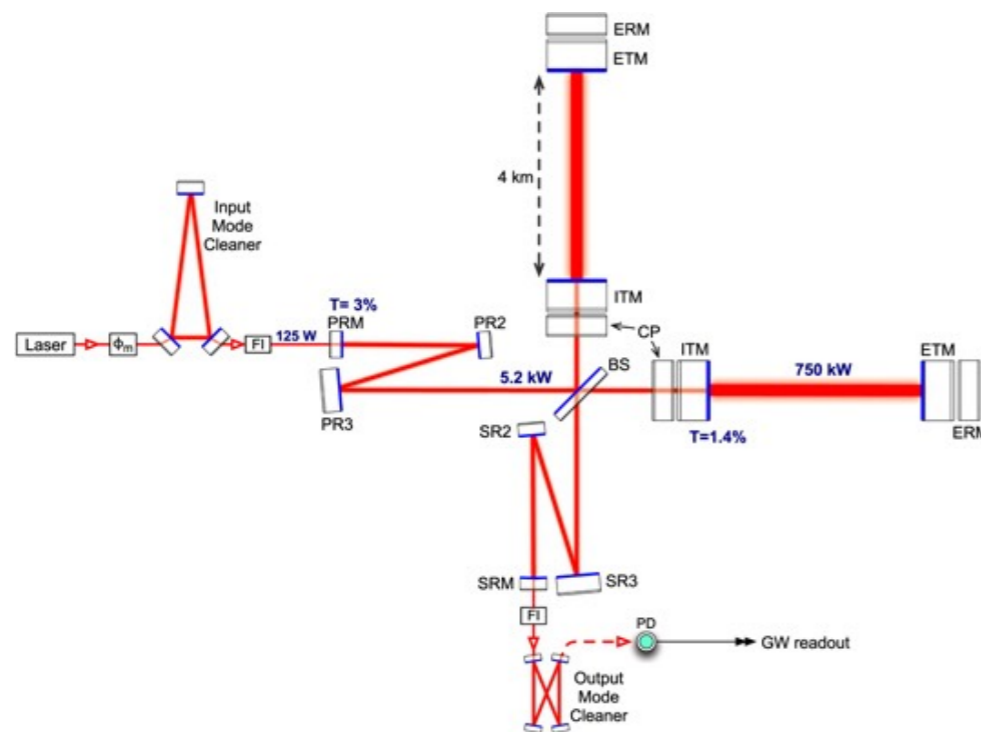 ERM
ETM
4 km
Input
Mode
Cleaner
ITM
T= 3%
PRM
PR2
CP
ITM
ETM
Laser
Φm
FI
125 W
BS
5.2 kW
750 kW
PR3
SR2
T=1.4%
ERM
SRM
SR3
FI
PD
GW readout
Output
Mode
Cleaner